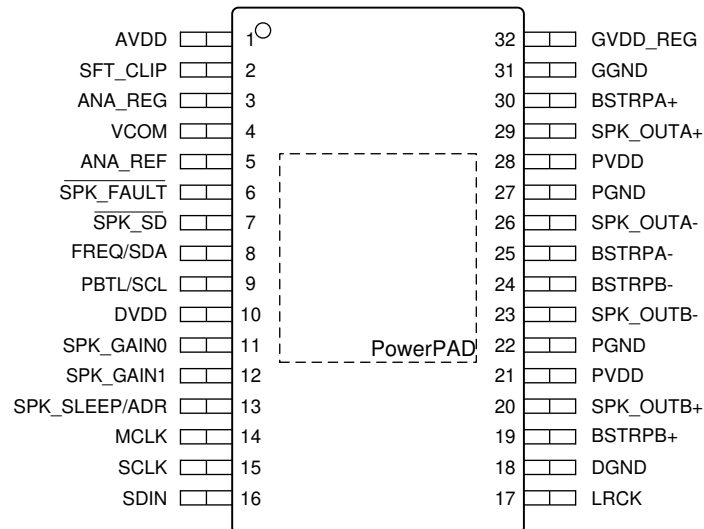 AVDD 1 32 GVDD_REG
SFT_CLIP 2 31 GGND
ANA_REG 3 30 BSTRPA+
VCOM 4 29 SPK_OUTA+
ANA_REF 5 28 PVDD
SPK_FAULT 6 27 PGND
SPK_SD 7 26 SPK_OUTA-
FREQ/SDA 8 25 BSTRPA-
PBTL/SCL 9 24 BSTRPB-
DVDD 10 23 SPK_OUTB-
SPK_GAIN0 11 PowerPAD 22 PGND
SPK_GAIN1 12 21 PVDD
SPK_SLEEP/ADR 13 20 SPK_OUTB+
MCLK 14 19 BSTRPB+
SCLK 15 18 DGND
SDIN 16 17 LRCK